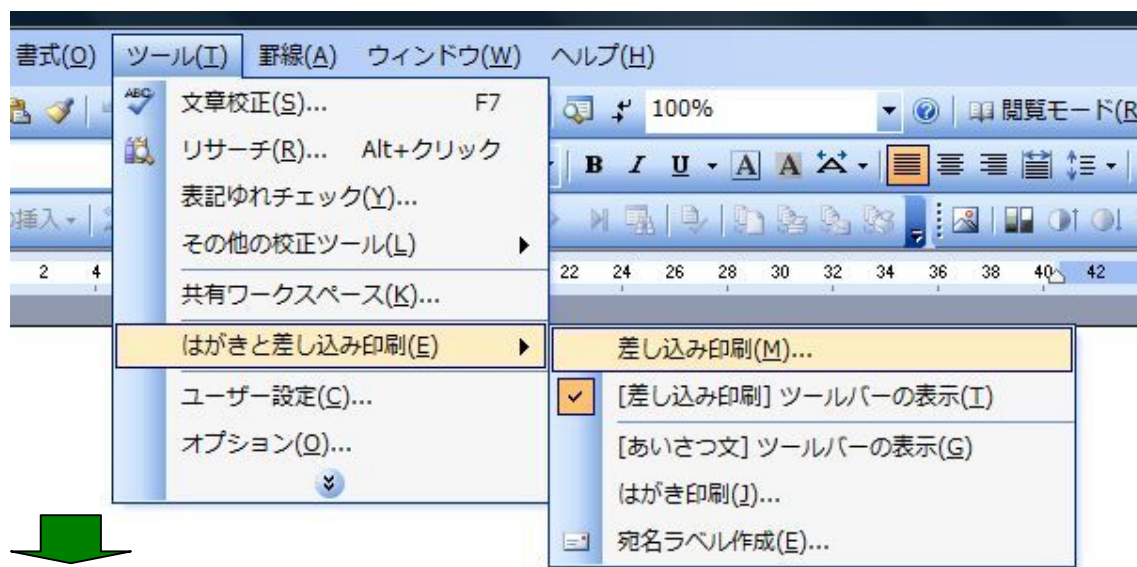 書式(O) ツール(T) 罫線(A) ウィンドウ(W) ヘルプ(H)
ABC 文章校正(S)... F7
100% 閲覧モード(R
リサーチ(R)... Alt+クリック
B I U A A A
表記ゆれチェック(Y)...
の挿入
その他の校正ツール(L)
2 4 22 24 26 28 30 32 34 36 38 40 42
共有ワークスペース(K)...
はがきと差し込み印刷(E)
差し込み印刷(M)...
ユーザー設定(C)...
[差し込み印刷] ツールバーの表示(T)
オプション(O)...
[あいさつ文] ツールバーの表示(G)
はがき印刷(J)...
宛名ラベル作成(E)...